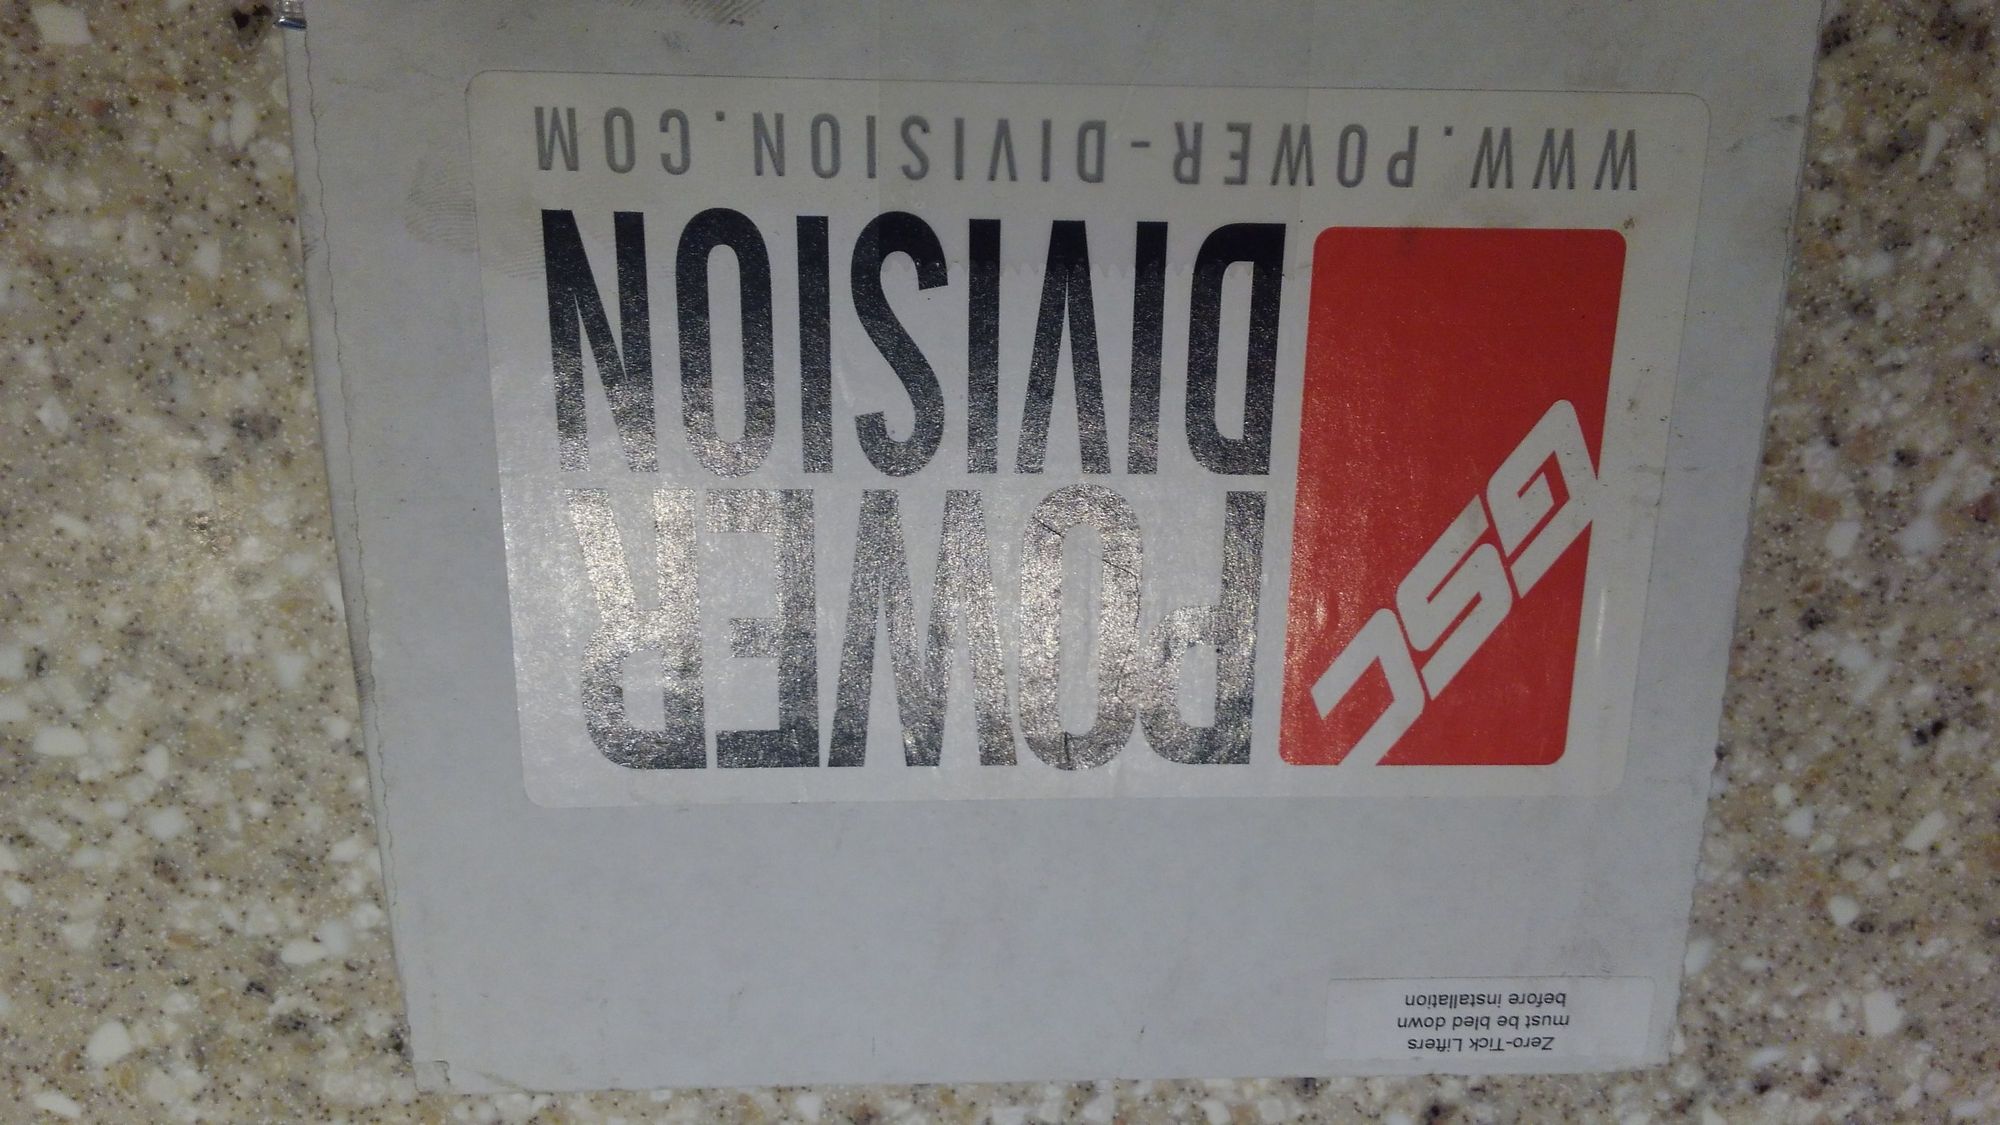 GSC
POWER
DIVISION
WWW.POWER-DIVISION.COM
Zero-Tick Lifters
must be bled down
before installation